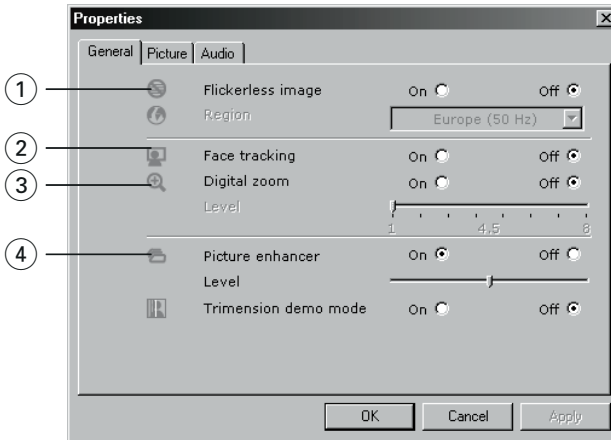 Properties
General Picture Audio
1 Flickerless image On Off
Region Europe (50 Hz)
2 Face tracking On Off
3 Digital zoom On Off
Level
1 4.5 8
4 Picture enhancer On Off
Level
Trimension demo mode On Off
OK Cancel Apply